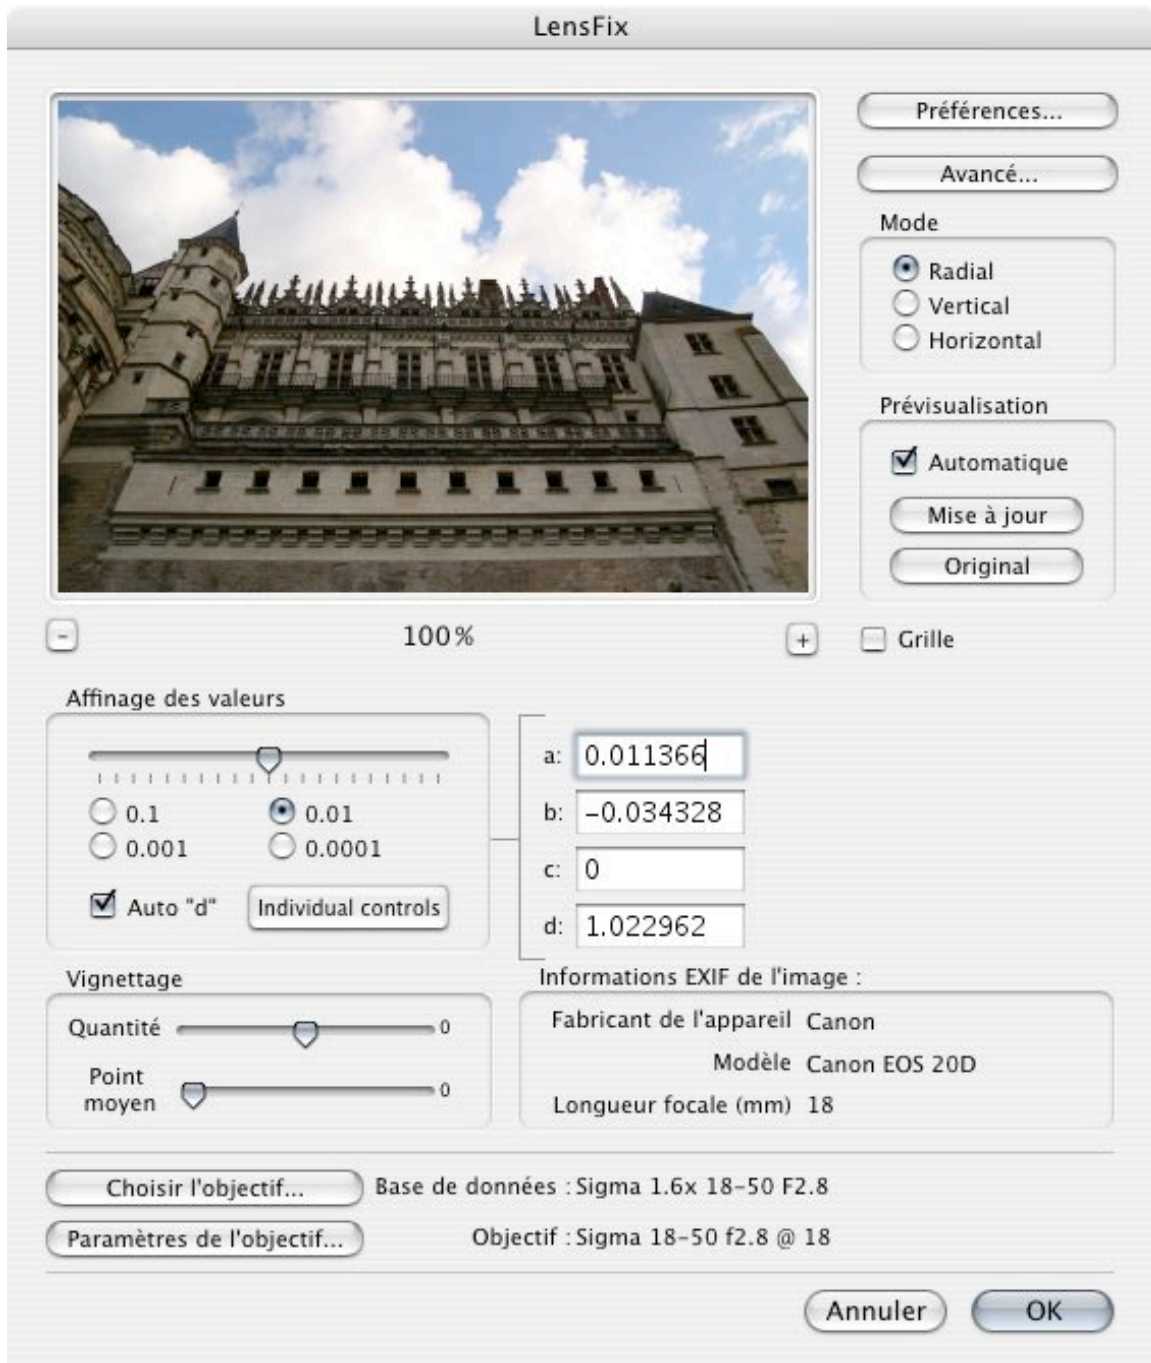 LensFix
Préférences...
Avancé...
Mode
Radial
Vertical
Horizontal
Prévisualisation
Automatique
Mise à jour
Original
- 100% +
Grille
Affinage des valeurs
0.1 0.01
0.001 0.0001
Auto "d" Individual controls
a: 0.011366
b: -0.034328
c: 0
d: 1.022962
Vignettage
Quantité 0
Point moyen 0
Informations EXIF de l'image :
Fabricant de l'appareil Canon
Modèle Canon EOS 20D
Longueur focale (mm) 18
Choisir l'objectif... Base de données : Sigma 1.6x 18-50 F2.8
Paramètres de l'objectif... Objectif : Sigma 18-50 f2.8 @ 18
Annuler OK